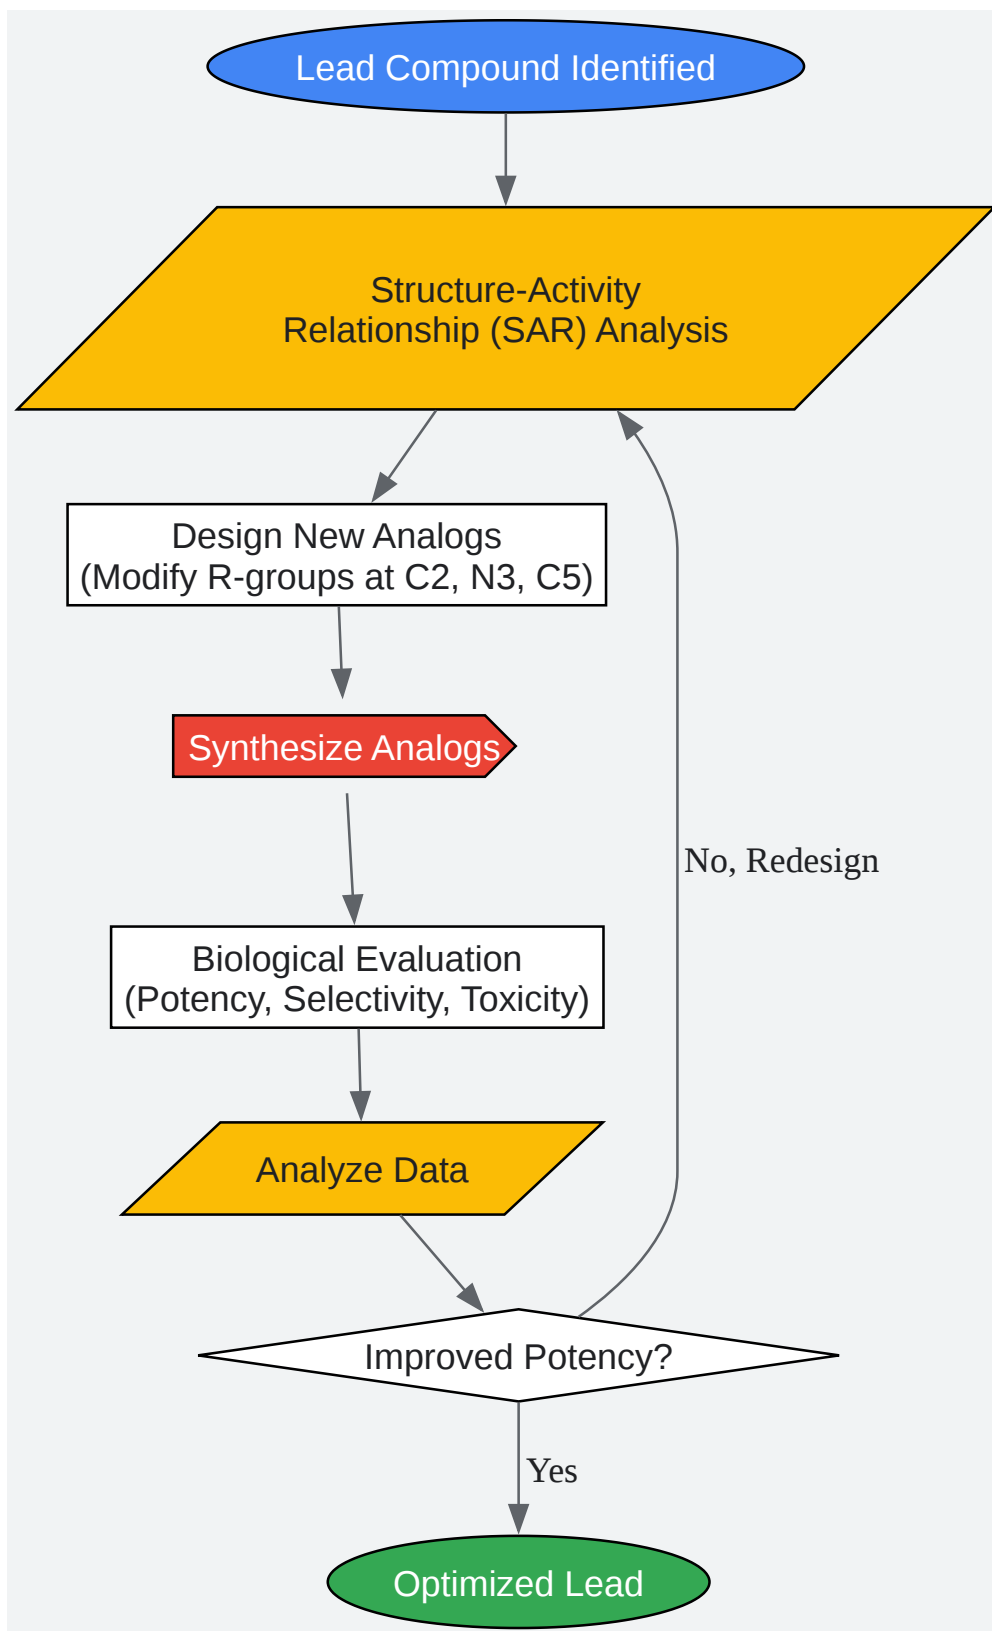 Lead Compound Identified
Structure-Activity
Relationship (SAR) Analysis
Design New Analogs
(Modify R-groups at C2, N3, C5)
Synthesize Analogs
No, Redesign
Biological Evaluation
(Potency, Selectivity, Toxicity)
Analyze Data
Improved Potency?
Yes
Optimized Lead